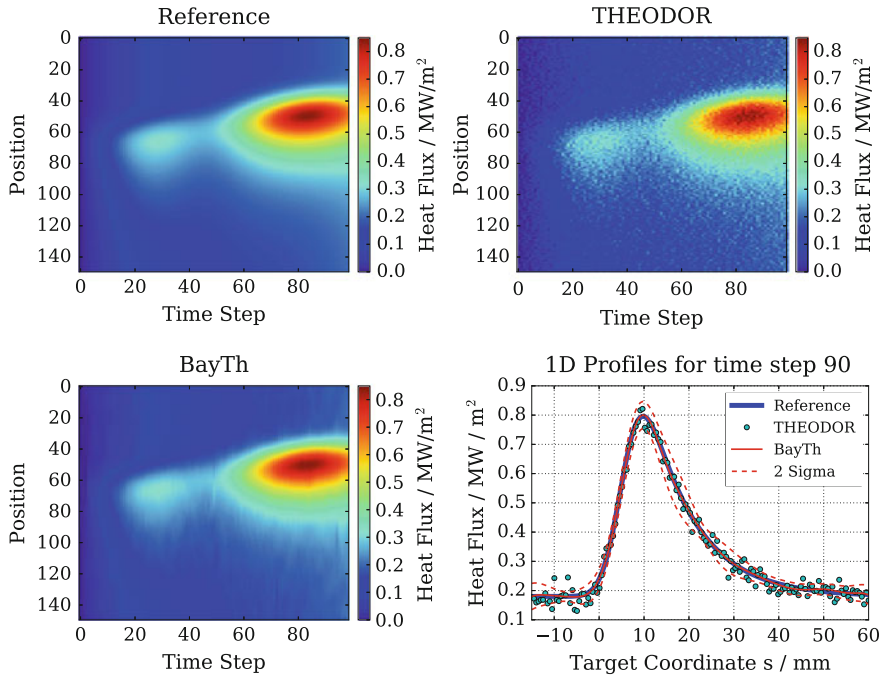 Reference
0
20
40
60
80
100
120
140
Position
0 20 40 60 80
Time Step
0.8
0.7
0.6
0.5
0.4
0.3
0.2
0.1
0.0
Heat Flux / MW/m²
THEODOR
0
20
40
60
80
100
120
140
Position
0 20 40 60 80
Time Step
0.8
0.7
0.6
0.5
0.4
0.3
0.2
0.1
0.0
Heat Flux / MW/m²
BayTh
0
20
40
60
80
100
120
140
Position
0 20 40 60 80
Time Step
0.8
0.7
0.6
0.5
0.4
0.3
0.2
0.1
0.0
Heat Flux / MW/m²
1D Profiles for time step 90
0.9
0.8
0.7
0.6
0.5
0.4
0.3
0.2
0.1
Heat Flux / MW / m²
Reference
THEODOR
BayTh
2 Sigma
−10 0 10 20 30 40 50 60
Target Coordinate s / mm